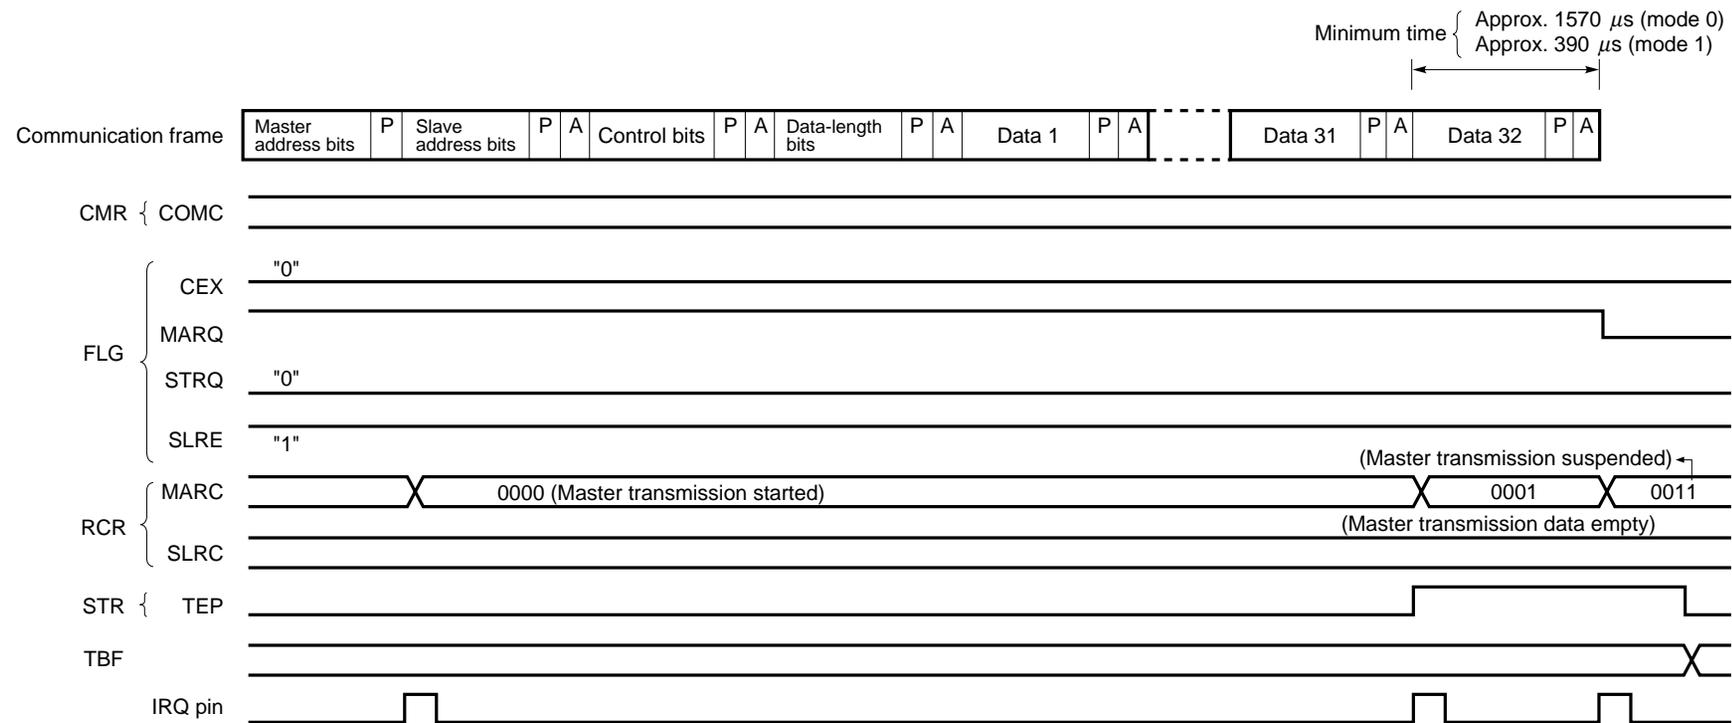 Minimum time { Approx. 1570 μs (mode 0)
Approx. 390 μs (mode 1)
Communication frame
Master address bits
P
Slave address bits
P
A
Control bits
P
A
Data-length bits
P
A
Data 1
P
A
Data 31
P
A
Data 32
P
A
CMR { COMC
FLG {
"0"
CEX
MARQ
"0"
STRQ
SLRE
"1"
(Master transmission suspended)
RCR {
MARC
0000 (Master transmission started)
0001
0011
(Master transmission data empty)
SLRC
STR { TEP
TBF
IRQ pin